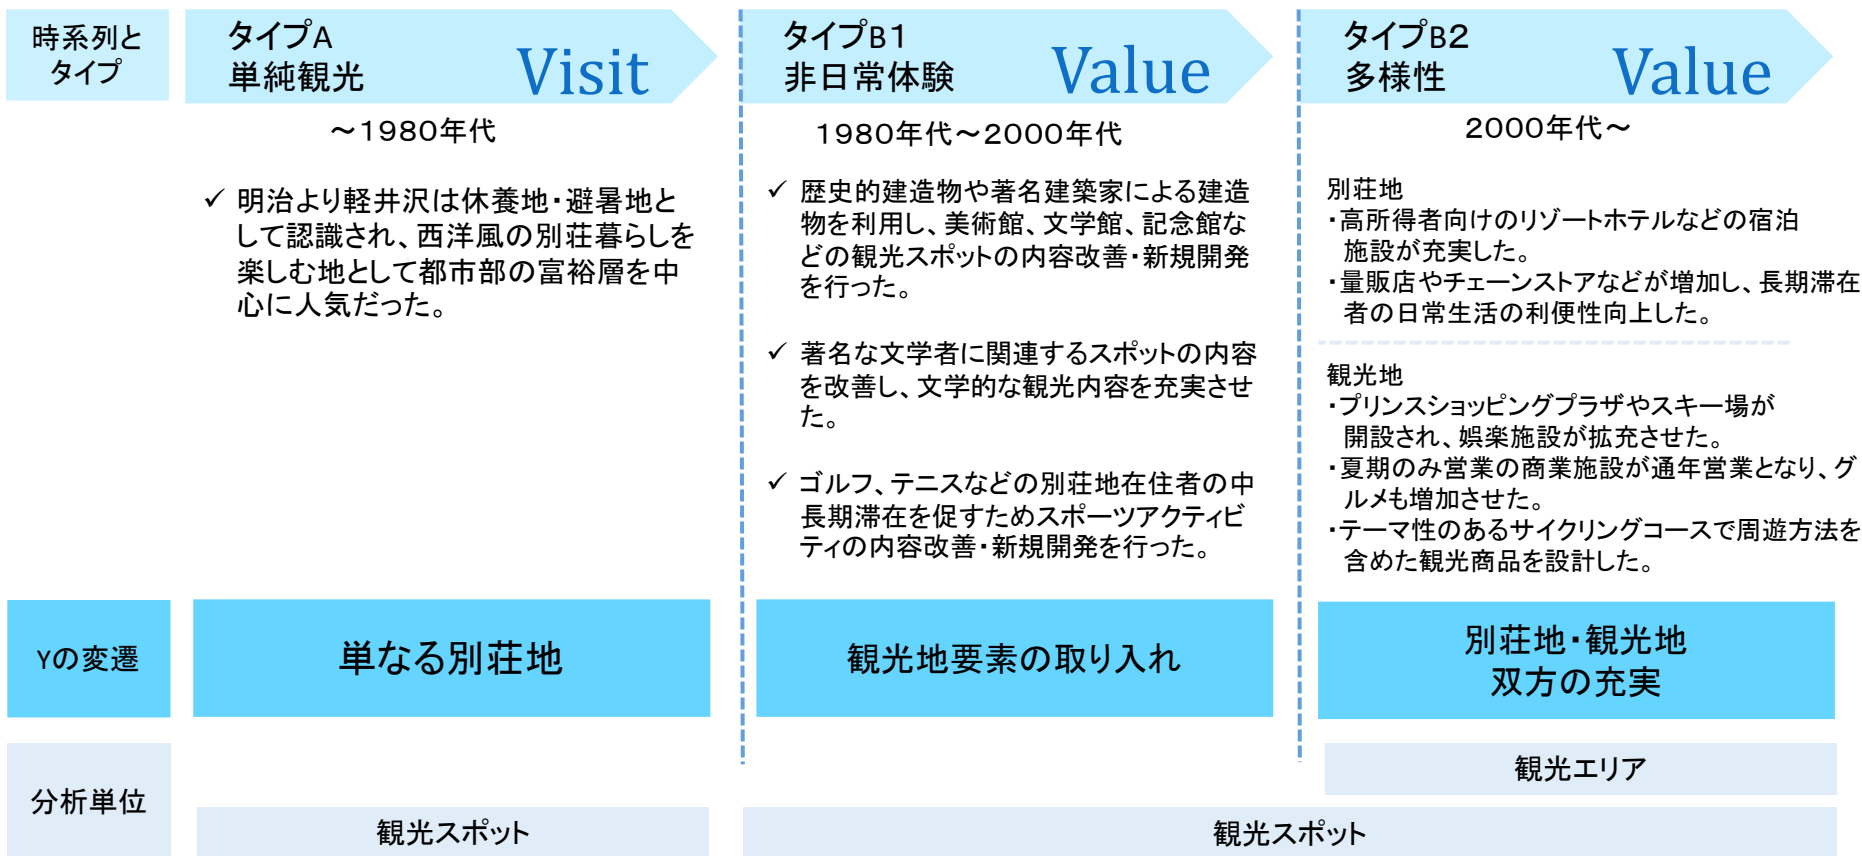 時系列と
タイプ
タイプA
単純観光
Visit
タイプB1
非日常体験
Value
タイプB2
多様性
Value
～1980年代
1980年代～2000年代
2000年代～
✓ 明治より軽井沢は休養地・避暑地と
して認識され、西洋風の別荘暮らしを
楽しむ地として都市部の富裕層を中
心に人気だった。
✓ 歴史的建造物や著名建築家による建造
物を利用し、美術館、文学館、記念館な
どの観光スポットの内容改善・新規開発
を行った。
✓ 著名な文学者に関連するスポットの内容
を改善し、文学的な観光内容を充実させ
た。
✓ ゴルフ、テニスなどの別荘地在住者の中
長期滞在を促すためスポーツアクティビ
ティの内容改善・新規開発を行った。
別荘地
・高所得者向けのリゾートホテルなどの宿泊
施設が充実した。
・量販店やチェーンストアなどが増加し、長期滞在
者の日常生活の利便性向上した。
観光地
・プリンスショッピングプラザやスキー場が
開設され、娯楽施設が拡充させた。
・夏期のみ営業の商業施設が通年営業となり、グ
ルメも増加させた。
・テーマ性のあるサイクリングコースで周遊方法を
含めた観光商品を設計した。
Yの変遷
単なる別荘地
観光地要素の取り入れ
別荘地・観光地
双方の充実
分析単位
観光エリア
観光スポット
観光スポット